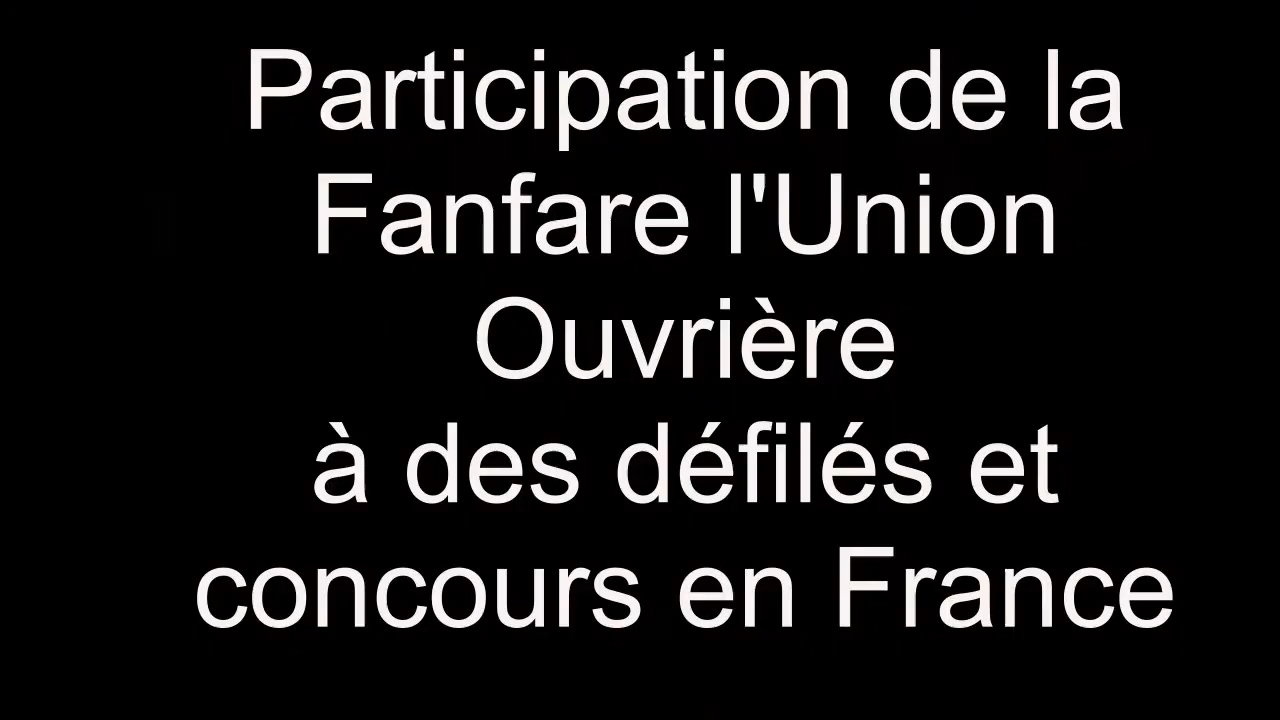 Participation de la
Fanfare l'Union
Ouvrière
à des défilés et
concours en France